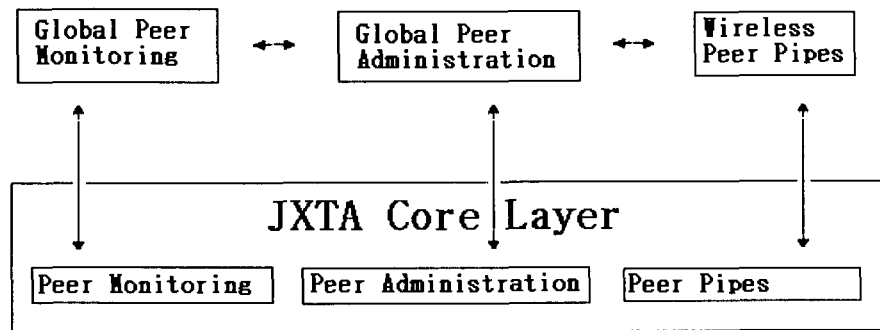 Global Peer
Monitoring
Global Peer
Administration
Wireless
Peer Pipes
JXTA Core Layer
Peer Monitoring
Peer Administration
Peer Pipes